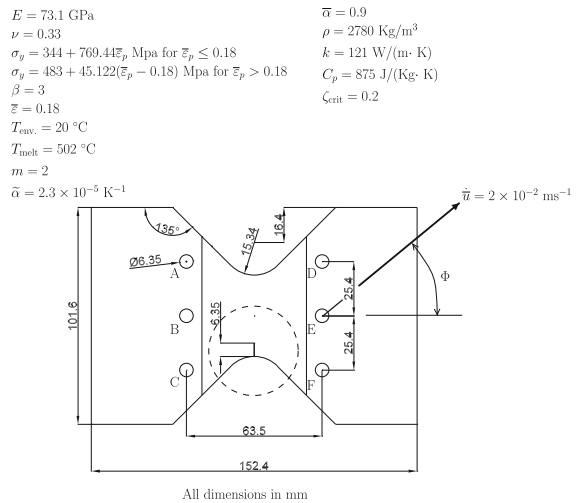 E = 73.1 GPa
ν = 0.33
σ_y = 344 + 769.44ε̅_p Mpa for ε̅_p ≤ 0.18
σ_y = 483 + 45.122(ε̅_p − 0.18) Mpa for ε̅_p > 0.18
β = 3
ε̅ = 0.18
T_env. = 20 °C
T_melt = 502 °C
m = 2
α̃ = 2.3 × 10⁻⁵ K⁻¹
α̅ = 0.9
ρ = 2780 Kg/m³
k = 121 W/(m· K)
C_p = 875 J/(Kg· K)
ζ_crit = 0.2
u̅̇ = 2 × 10⁻² ms⁻¹
135°
15.34
16.4
Ø6.35
A
D
Φ
25.4
101.6
6.35
B
E
25.4
C
F
63.5
152.4
All dimensions in mm